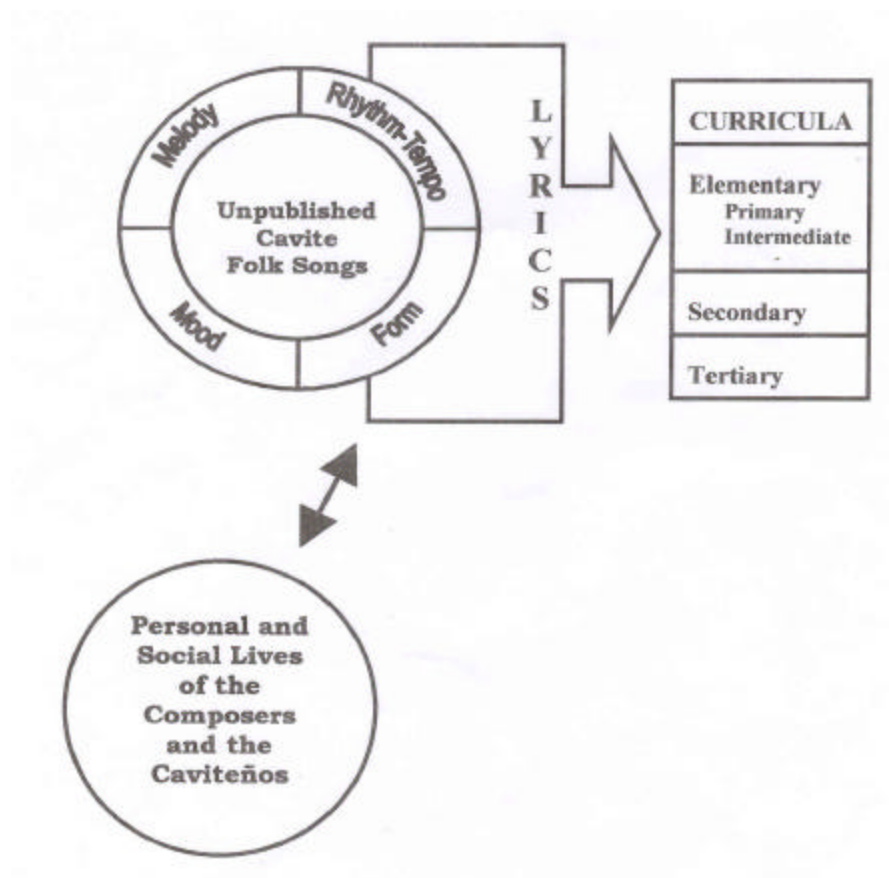 Melody
Rhythm-Tempo
Unpublished
Cavite
Folk Songs
Mood
Form
LYRICS
CURRICULA
Elementary
Primary
Intermediate
Secondary
Tertiary
Personal and
Social Lives
of the
Composers
and the
Caviteños